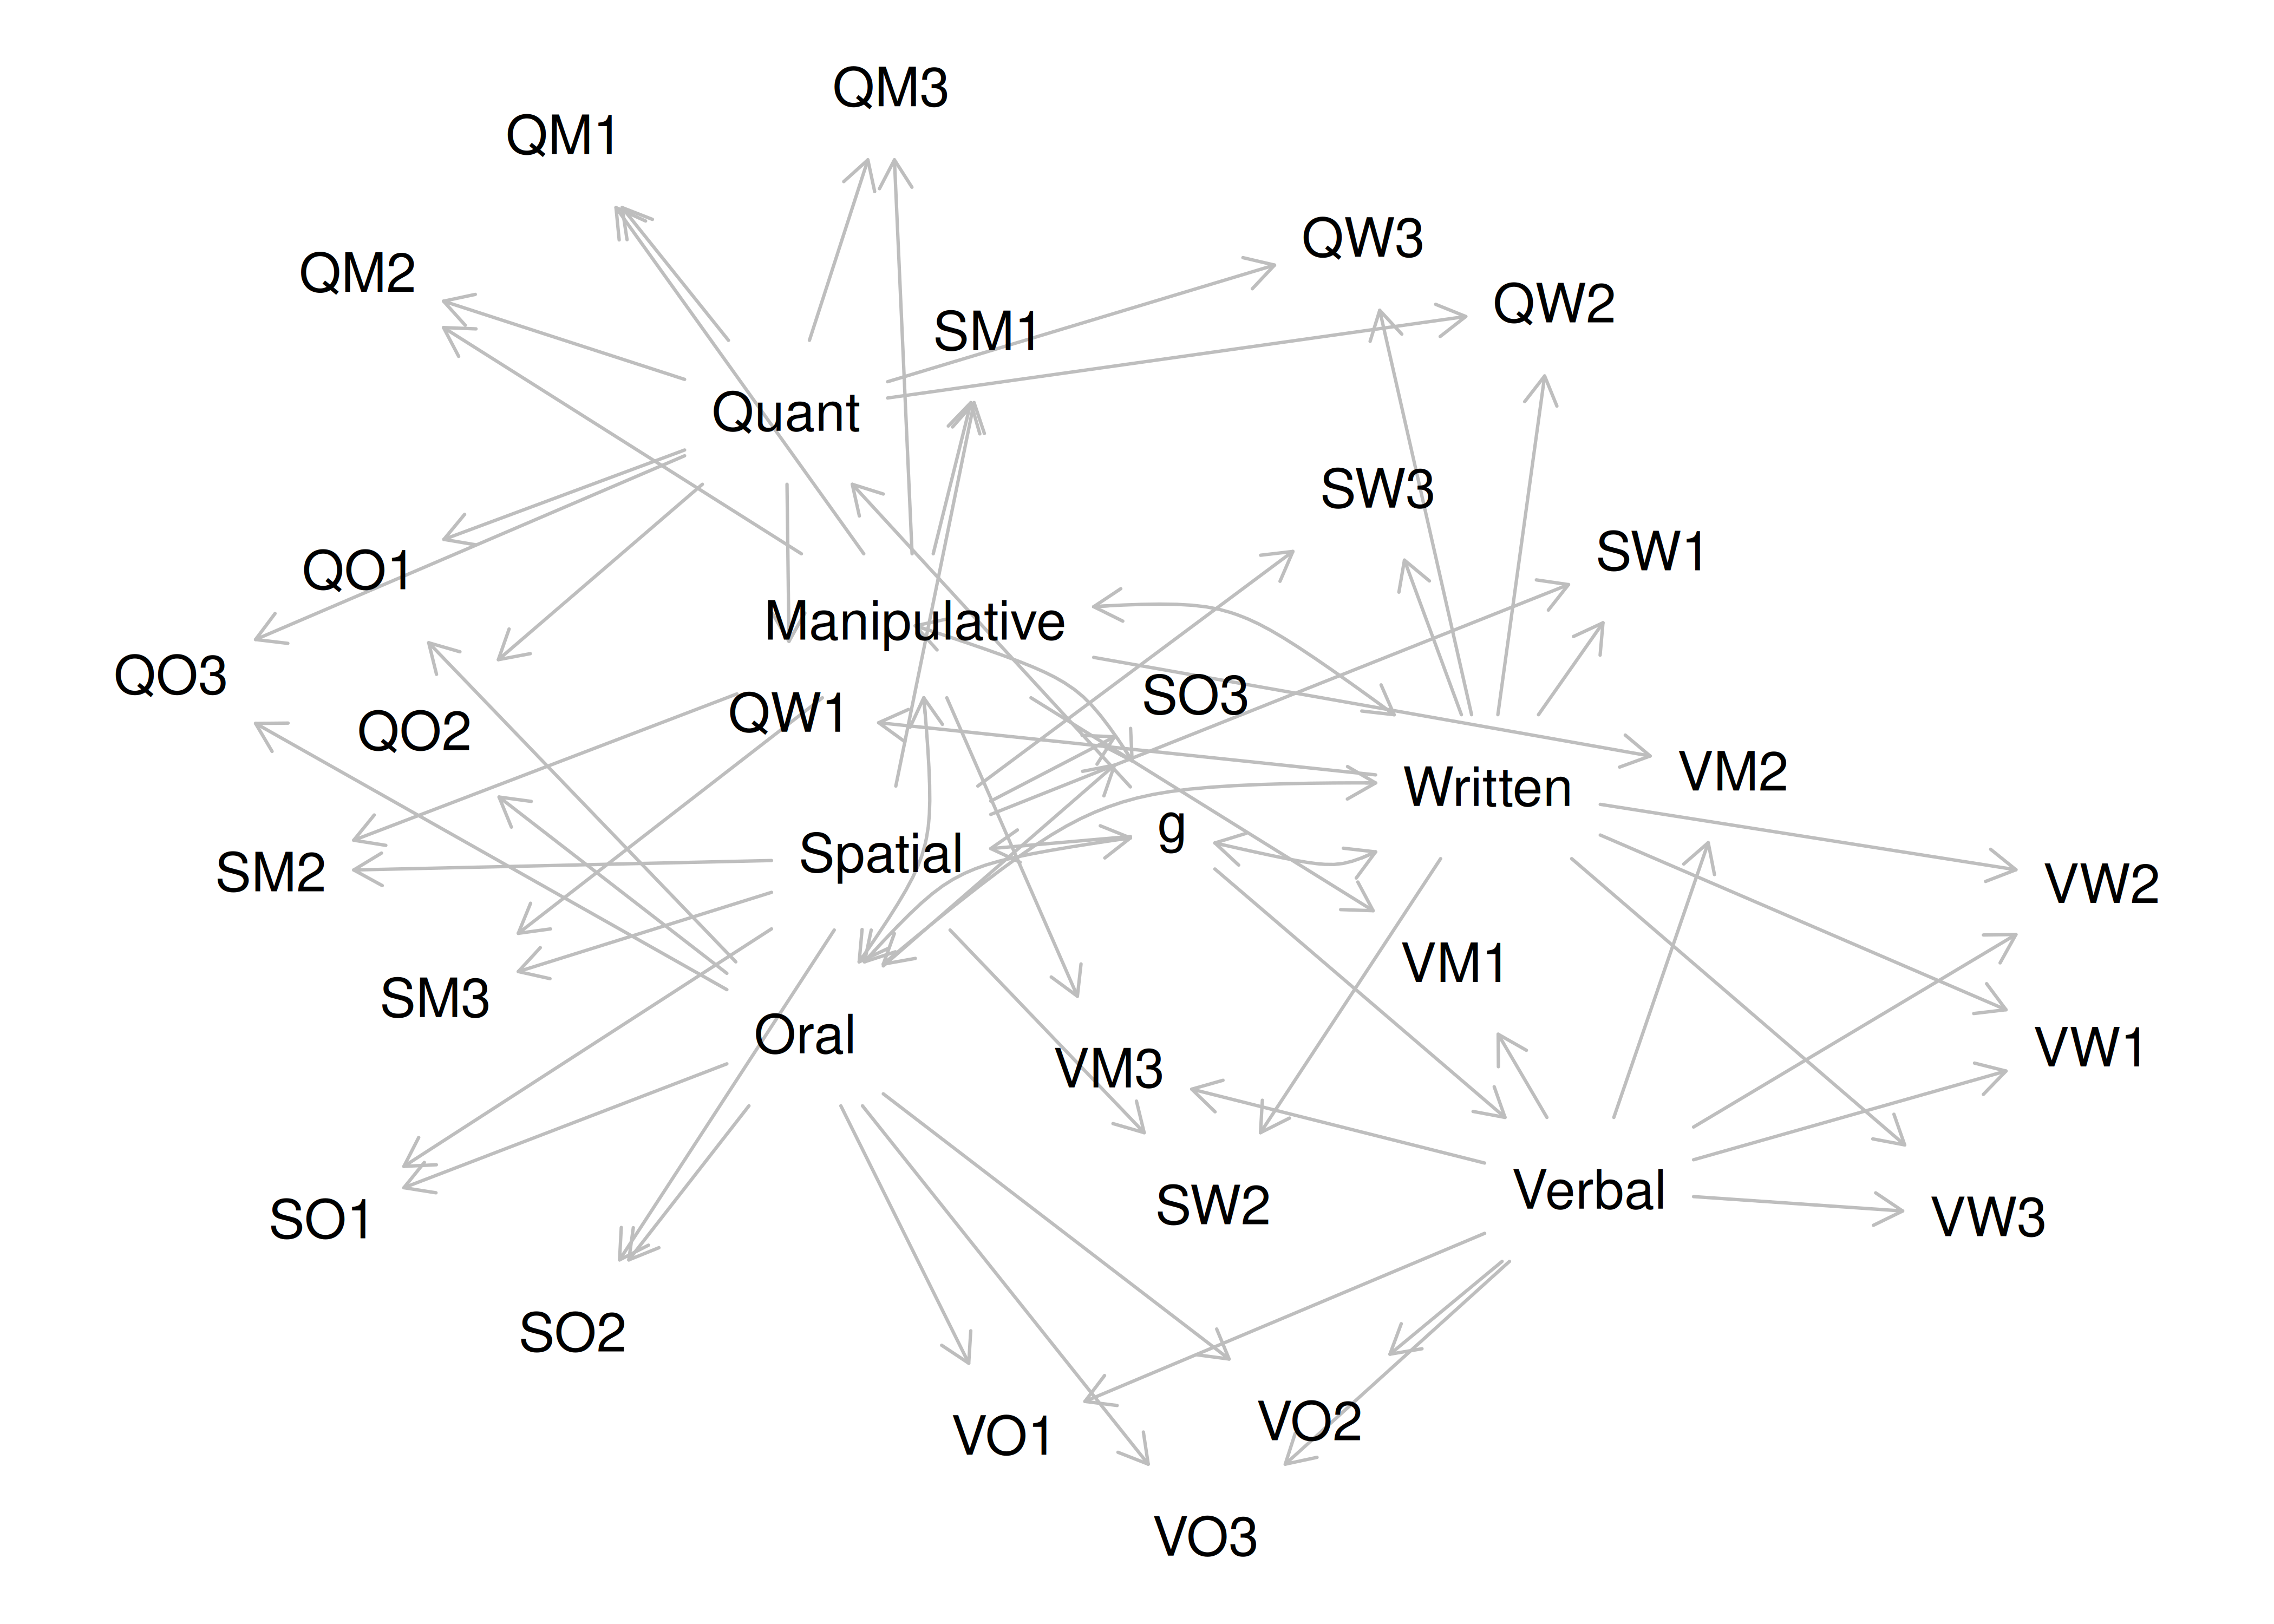 QM3
QM1
QW3
QM2
QW2
SM1
Quant
SW3
SW1
QO1
Manipulative
QO3
SO3
QW1
QO2
VM2
Written
g
Spatial
SM2
VW2
VM1
SM3
Oral
VW1
VM3
Verbal
SW2
VW3
SO1
SO2
VO2
VO1
VO3